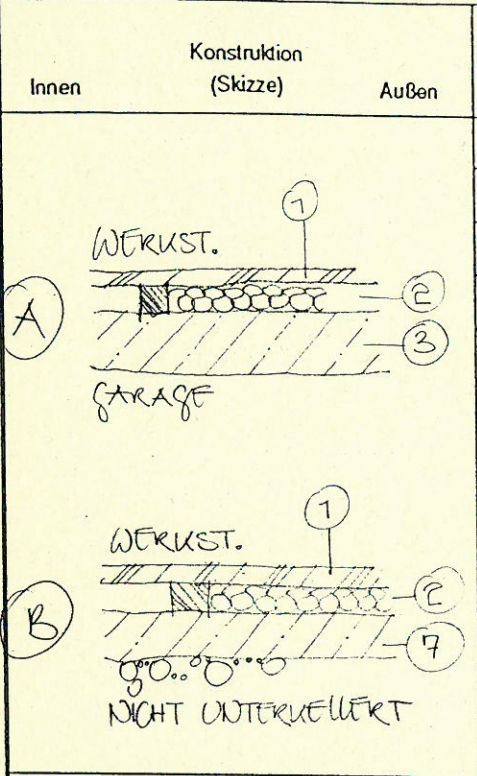 Konstruktion
Innen (Skizze) Außen
1
WERKST.
2
A
3
GARAGE
1
WERKST.
2
B
7
NICHT UNTERKELLERT